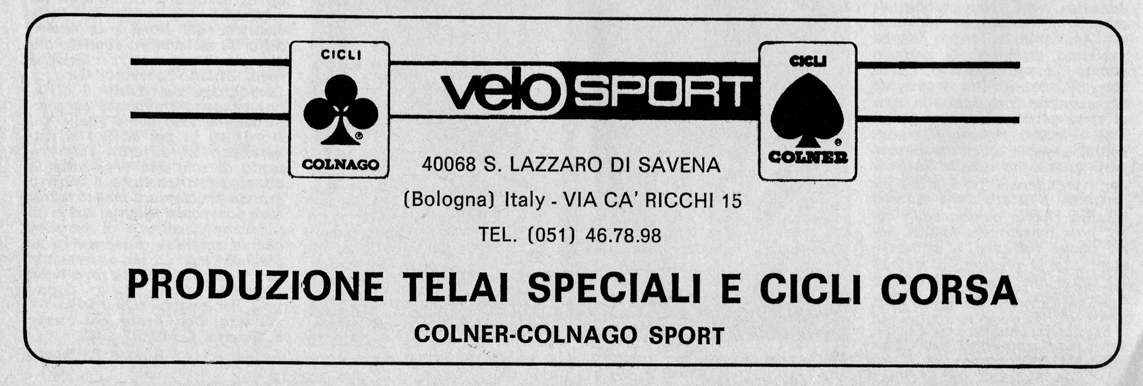 CICLI
COLNAGO
velo SPORT
CICLI
COLNER
40068 S. LAZZARO DI SAVENA
(Bologna) Italy - VIA CA' RICCHI 15
TEL. (051) 46.78.98
PRODUZIONE TELAI SPECIALI E CICLI CORSA
COLNER-COLNAGO SPORT